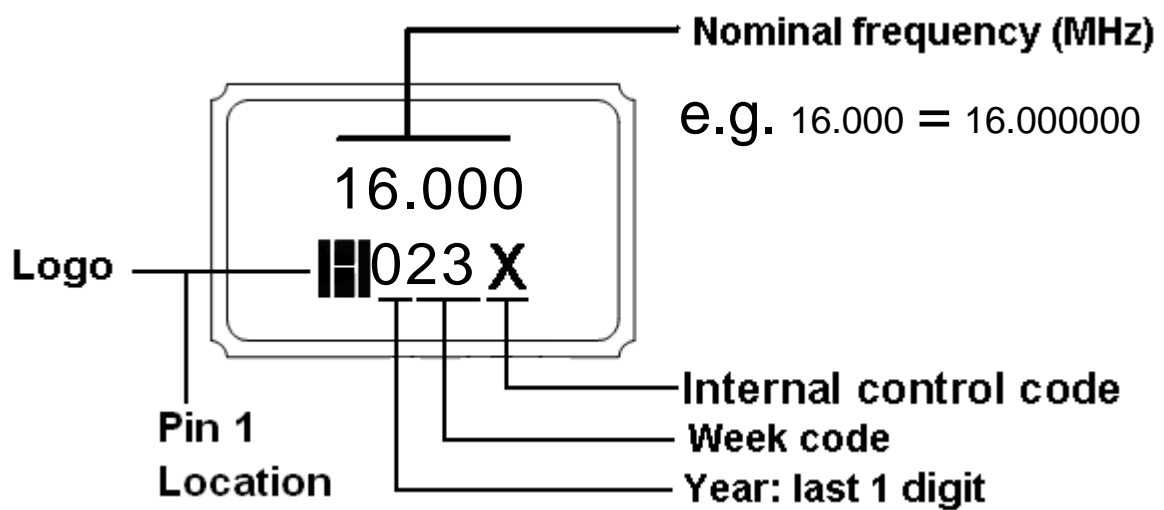 Nominal frequency (MHz)
e.g. 16.000 = 16.000000
16.000
023 X
Logo
Internal control code
Pin 1
Location
Week code
Year: last 1 digit